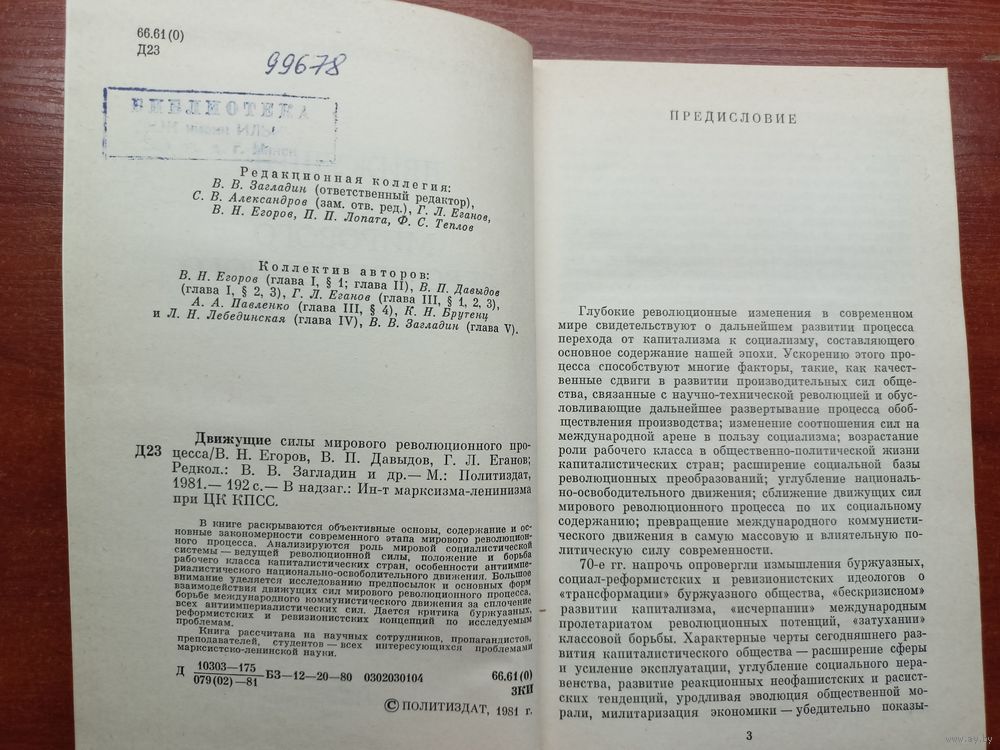 66.61(0)
Д23
99678
БИБЛИОТЕКА
г. Минск
Редакционная коллегия:
В. В. Загладин (ответственный редактор),
С. В. Александров (зам. отв. ред.), Г. Л. Еганов,
В. Н. Егоров, П. П. Лопата, Ф. С. Теплов
Коллектив авторов:
В. Н. Егоров (глава I, § 1; глава II), В. П. Давыдов
(глава I, § 2, 3), Г. Л. Еганов (глава III, § 1, 2, 3),
А. А. Павленко (глава III, § 4), К. Н. Брутенц
и Л. Н. Лебединская (глава IV), В. В. Загладин (глава V).
Движущие силы мирового революционного про-
Д23 цесса/В. Н. Егоров, В. П. Давыдов, Г. Л. Еганов;
Редкол.: В. В. Загладин и др.— М.: Политиздат,
1981.— 192 с.— В надзаг.: Ин-т марксизма-ленинизма
при ЦК КПСС.
В книге раскрываются объективные основы, содержание и ос-
новные закономерности современного этапа мирового революцион-
ного процесса. Анализируются роль мировой социалистической
системы — ведущей революционной силы, положение и борьба
рабочего класса капиталистических стран, особенности антиимпе-
риалистического национально-освободительного движения. Большое
внимание уделяется исследованию предпосылок и основных форм
взаимодействия движущих сил мирового революционного процесса,
борьбе международного коммунистического движения за сплочение
всех антиимпериалистических сил. Дается критика буржуазных,
реформистских и ревизионистских концепций по исследуемым
проблемам.
Книга рассчитана на научных сотрудников, пропагандистов,
преподавателей, студентов — всех интересующихся проблемами
марксистско-ленинской науки.
Д 10303—175
079(02)—81 БЗ—12—20—80 0302030104 66.61(0)
ЗКИ
© ПОЛИТИЗДАТ, 1981 г.
ПРЕДИСЛОВИЕ
Глубокие революционные изменения в современном
мире свидетельствуют о дальнейшем развитии процесса
перехода от капитализма к социализму, составляющего
основное содержание нашей эпохи. Ускорению этого про-
цесса способствуют многие факторы, такие, как качест-
венные сдвиги в развитии производительных сил обще-
ства, связанные с научно-технической революцией и обус-
ловливающие дальнейшее развертывание процесса обоб-
ществления производства; изменение соотношения сил на
международной арене в пользу социализма; возрастание
роли рабочего класса в общественно-политической жизни
капиталистических стран; расширение социальной базы
революционных преобразований; углубление националь-
но-освободительного движения; сближение движущих сил
мирового революционного процесса по их социальному
содержанию; превращение международного коммунисти-
ческого движения в самую массовую и влиятельную по-
литическую силу современности.
70-е гг. напрочь опровергли измышления буржуазных,
социал-реформистских и ревизионистских идеологов о
«трансформации» буржуазного общества, «бескризисном»
развитии капитализма, «исчерпании» международным
пролетариатом революционных потенций, «затухании»
классовой борьбы. Характерные черты сегодняшнего раз-
вития капиталистического общества — расширение сферы
и усиление эксплуатации, углубление социального нера-
венства, развитие реакционных неофашистских и расист-
ских тенденций, уродливая эволюция общественной мо-
рали, милитаризация экономики — убедительно показы-
3
www.ay.by